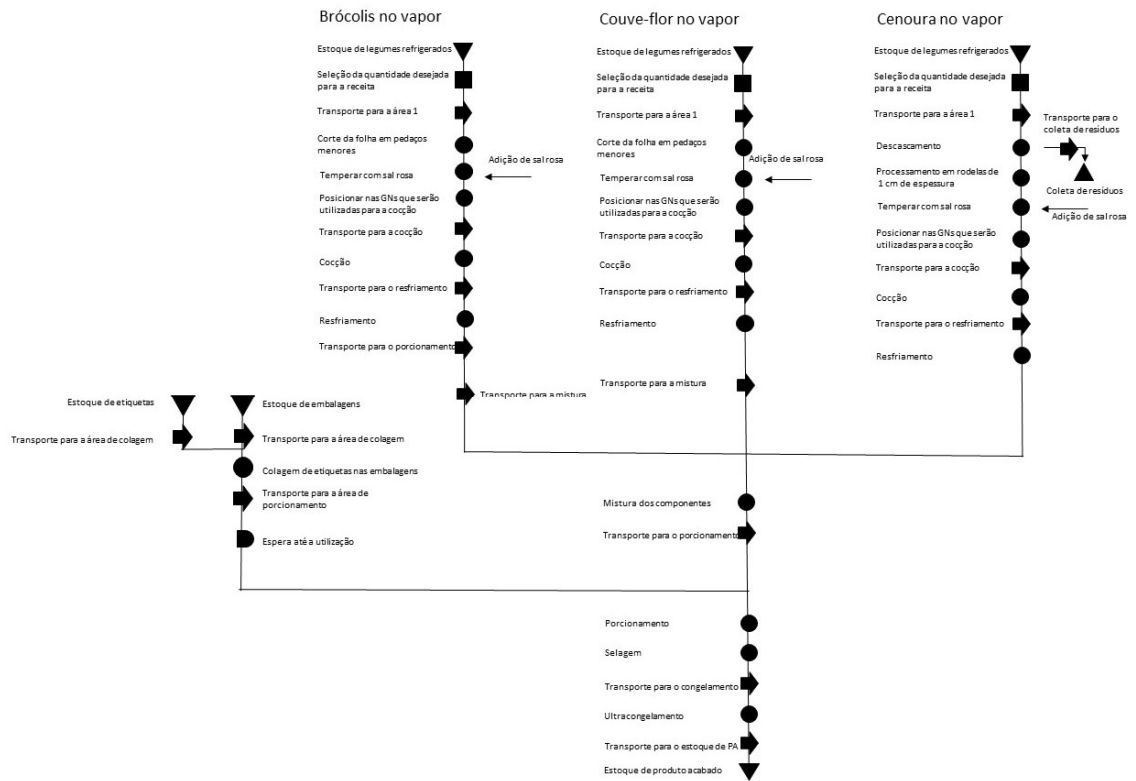 Brócolis no vapor
Estoque de legumes refrigerados
Seleção da quantidade desejada
para a receita
Transporte para a área 1
Corte da folha em pedaços
menores
Adição de sal rosa
Temperar com sal rosa
Posicionar nas GNs que serão
utilizadas para a cocção
Transporte para a cocção
Cocção
Transporte para o resfriamento
Resfriamento
Transporte para o porcionamento
Transporte para a mistura
Couve-flor no vapor
Estoque de legumes refrigerados
Seleção da quantidade desejada
para a receita
Transporte para a área 1
Corte da folha em pedaços
menores
Adição de sal rosa
Temperar com sal rosa
Posicionar nas GNs que serão
utilizadas para a cocção
Transporte para a cocção
Cocção
Transporte para o resfriamento
Resfriamento
Transporte para a mistura
Cenoura no vapor
Estoque de legumes refrigerados
Seleção da quantidade desejada
para a receita
Transporte para a área 1
Transporte para o
coleta de resíduos
Descascamento
Processamento em rodelas de
1 cm de espessura
Coleta de resíduos
Temperar com sal rosa
Adição de sal rosa
Posicionar nas GNs que serão
utilizadas para a cocção
Transporte para a cocção
Cocção
Transporte para o resfriamento
Resfriamento
Estoque de etiquetas
Transporte para a área de colagem
Estoque de embalagens
Transporte para a área de colagem
Colagem de etiquetas nas embalagens
Transporte para a área de
porcionamento
Espera até a utilização
Mistura dos componentes
Transporte para o porcionamento
Porcionamento
Selagem
Transporte para o congelamento
Ultracongelamento
Transporte para o estoque de PA
Estoque de produto acabado